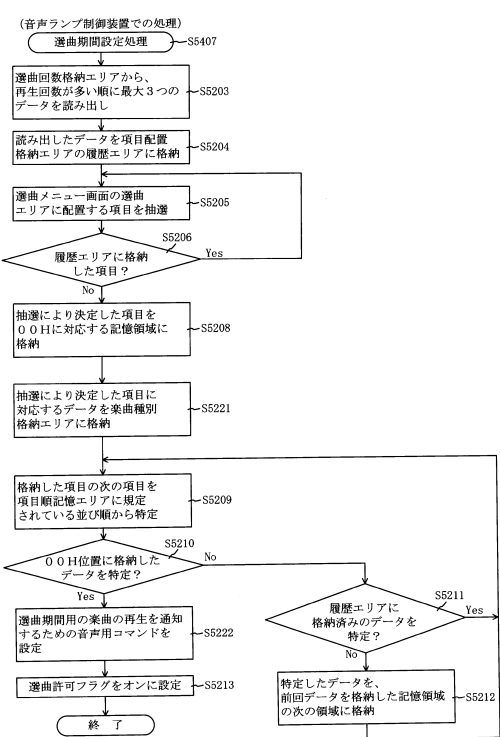 (音声ランプ制御装置での処理)
選曲期間設定処理
S5407
選曲回数格納エリアから、
再生回数が多い順に最大3つの
データを読み出し
S5203
読み出したデータを項目配置
格納エリアの履歴エリアに格納
S5204
選曲メニュー画面の選曲
エリアに配置する項目を抽選
S5205
S5206
履歴エリアに格納
した項目?
Yes
No
抽選により決定した項目を
00Hに対応する記憶領域に
格納
S5208
抽選により決定した項目に
対応するデータを楽曲種別
格納エリアに格納
S5221
格納した項目の次の項目を
項目順記憶エリアに規定
されている並び順から特定
S5209
S5210
00H位置に格納した
データを特定?
No
Yes
S5211
履歴エリアに
格納済みのデータを
特定?
Yes
No
選曲期間用の楽曲の再生を通知
するための音声用コマンドを
設定
S5222
選曲許可フラグをオンに設定
S5213
特定したデータを、
前回データを格納した記憶領域
の次の領域に格納
S5212
終 了